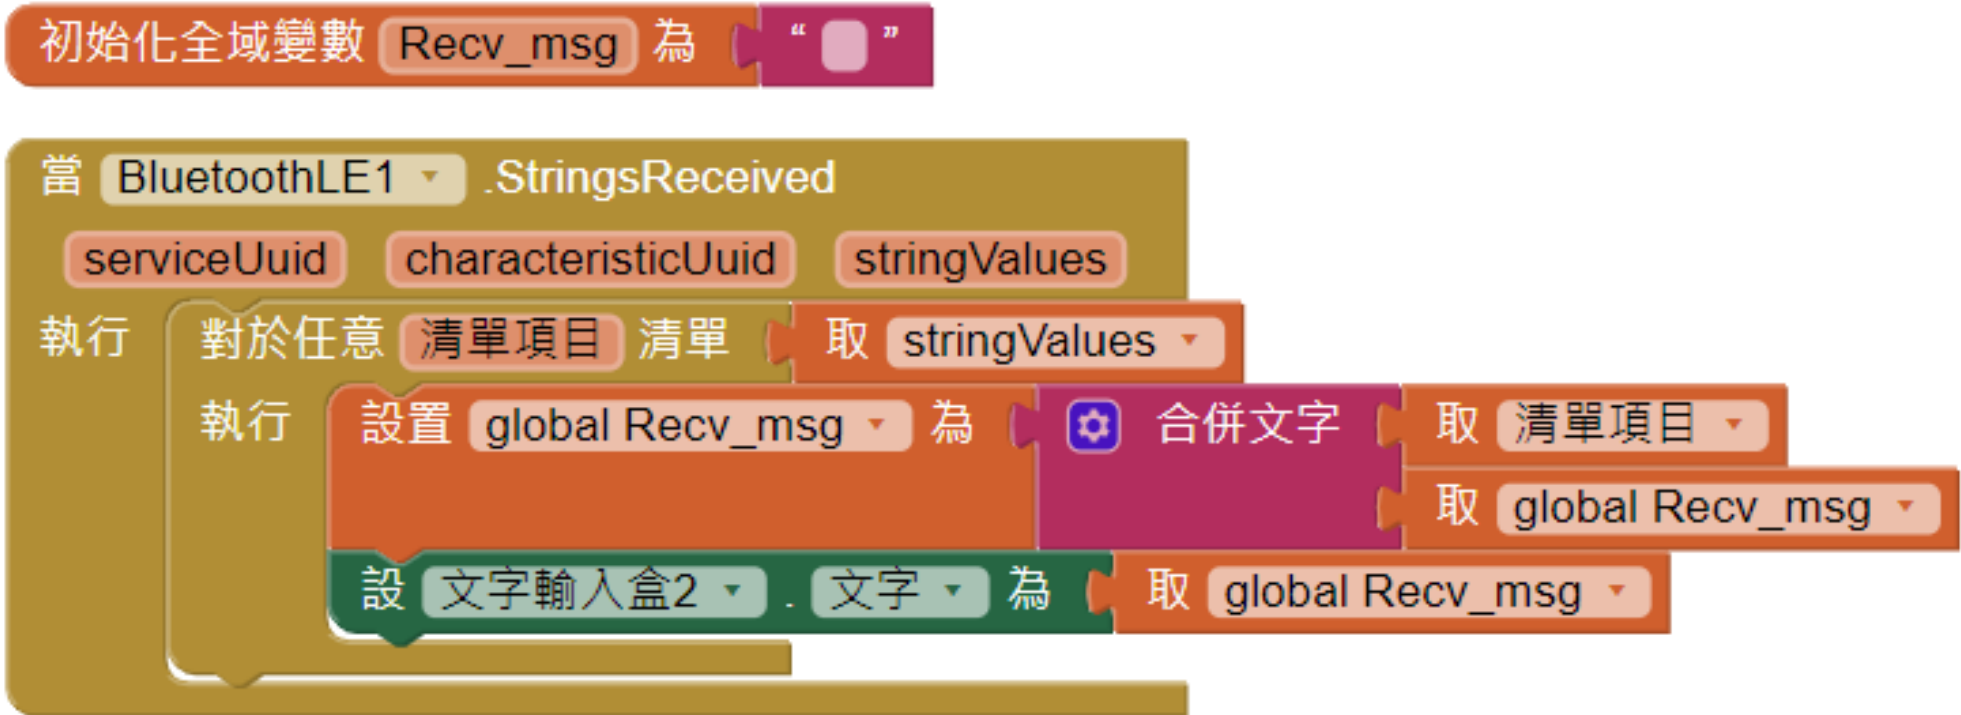 初始化全域變數 Recv_msg 為 “ ”
當 BluetoothLE1 .StringsReceived
serviceUuid characteristicUuid stringValues
執行 對於任意 清單項目 清單 取 stringValues
執行 設置 global Recv_msg 為 合併文字 取 清單項目
取 global Recv_msg
設 文字輸入盒2 . 文字 為 取 global Recv_msg